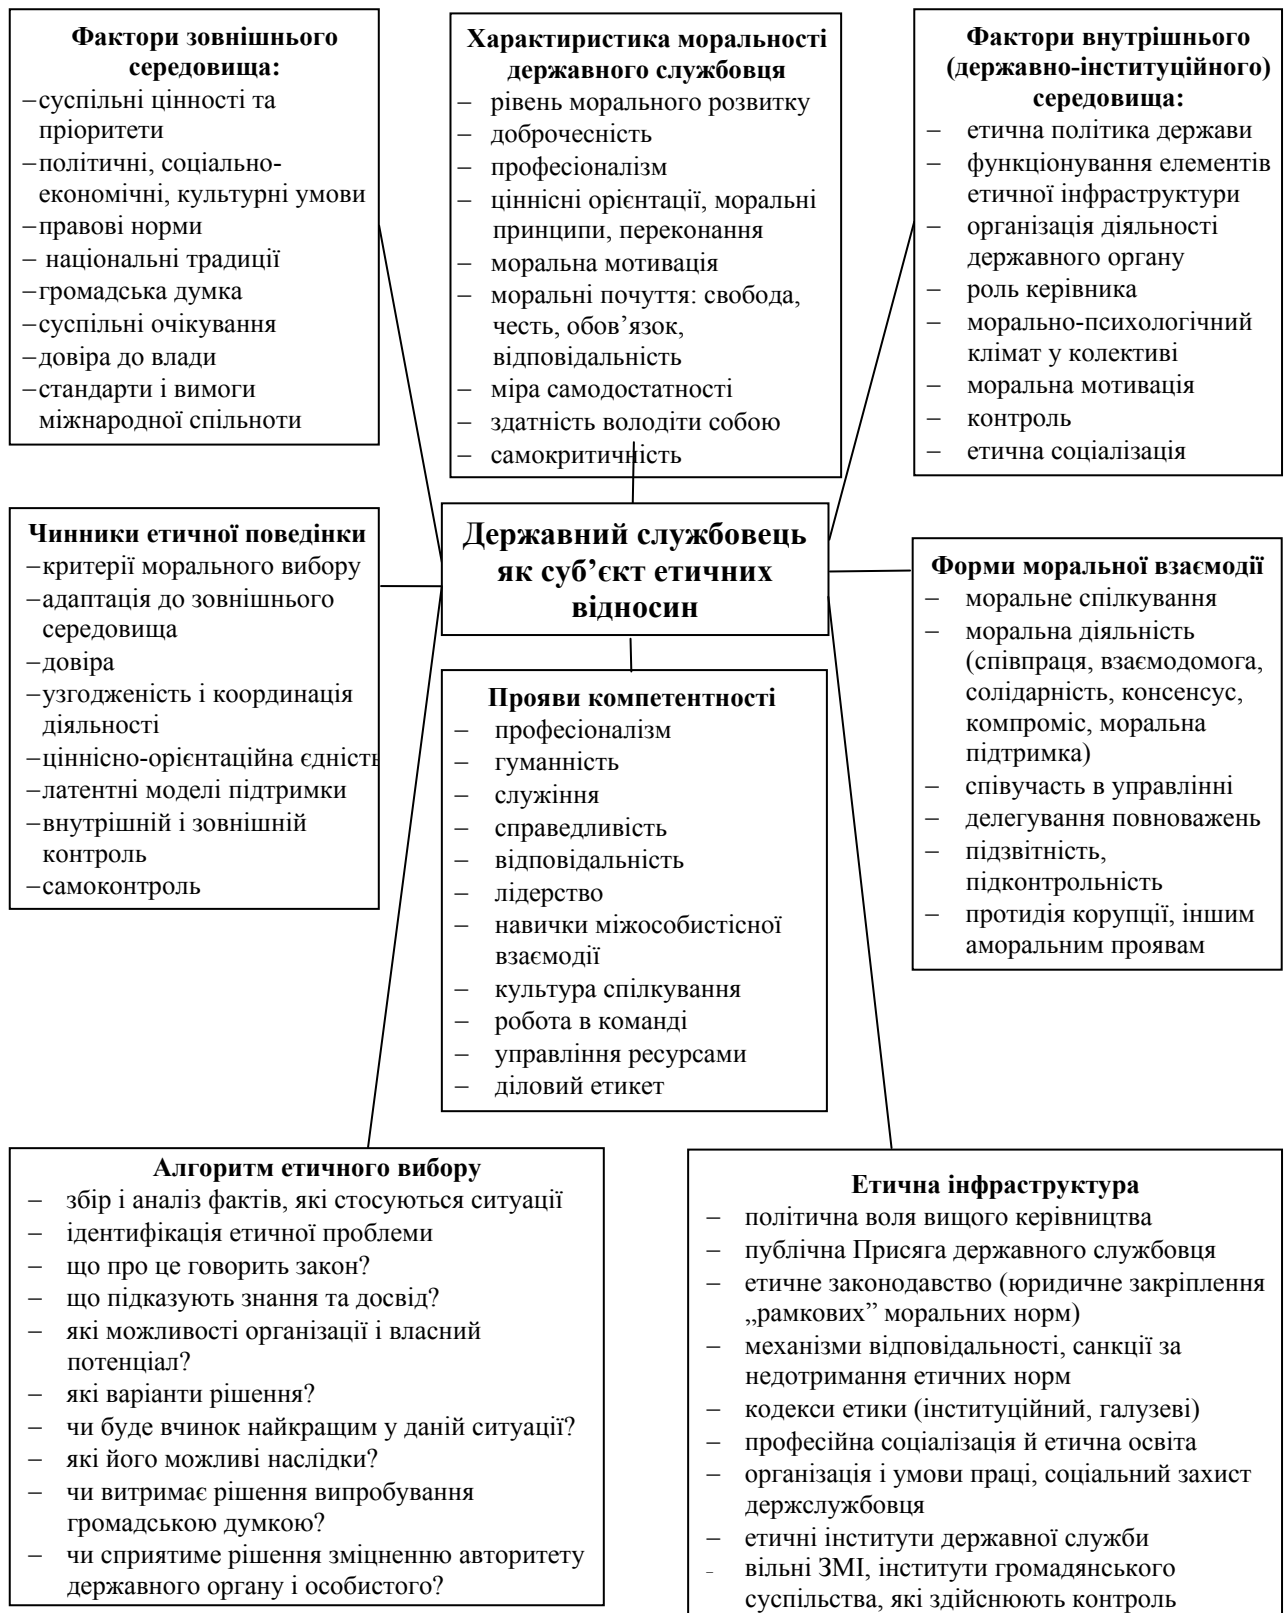 Фактори зовнішнього
середовища:
–суспільні цінності та
пріоритети
–політичні, соціально-
економічні, культурні умови
–правові норми
– національні традиції
–громадська думка
–суспільні очікування
–довіра до влади
–стандарти і вимоги
міжнародної спільноти
Характиристика моральності
державного службовця
– рівень морального розвитку
– доброчесність
– професіоналізм
– ціннісні орієнтації, моральні
принципи, переконання
– моральна мотивація
– моральні почуття: свобода,
честь, обов’язок,
відповідальність
– міра самодостатності
– здатність володіти собою
– самокритичність
Фактори внутрішнього
(державно-інституційного)
середовища:
– етична політика держави
– функціонування елементів
етичної інфраструктури
– організація діяльності
державного органу
– роль керівника
– морально-психологічний
клімат у колективі
– моральна мотивація
– контроль
– етична соціалізація
Чинники етичної поведінки
–критерії морального вибору
–адаптація до зовнішнього
середовища
–довіра
–узгодженість і координація
діяльності
–ціннісно-орієнтаційна єдність
–латентні моделі підтримки
–внутрішній і зовнішній
контроль
–самоконтроль
Державний службовець
як суб’єкт етичних
відносин
Форми моральної взаємодії
– моральне спілкування
– моральна діяльність
(співпраця, взаємодомога,
солідарність, консенсус,
компроміс, моральна
підтримка)
– співучасть в управлінні
– делегування повноважень
– підзвітність,
підконтрольність
– протидія корупції, іншим
аморальним проявам
Прояви компетентності
– професіоналізм
– гуманність
– служіння
– справедливість
– відповідальність
– лідерство
– навички міжособистісної
взаємодії
– культура спілкування
– робота в команді
– управління ресурсами
– діловий етикет
Алгоритм етичного вибору
– збір і аналіз фактів, які стосуються ситуації
– ідентифікація етичної проблеми
– що про це говорить закон?
– що підказують знання та досвід?
– які можливості організації і власний
потенціал?
– які варіанти рішення?
– чи буде вчинок найкращим у даній ситуації?
– які його можливі наслідки?
– чи витримає рішення випробування
громадською думкою?
– чи сприятиме рішення зміцненню авторитету
державного органу і особистого?
Етична інфраструктура
– політична воля вищого керівництва
– публічна Присяга державного службовця
– етичне законодавство (юридичне закріплення
„рамкових” моральних норм)
– механізми відповідальності, санкції за
недотримання етичних норм
– кодекси етики (інституційний, галузеві)
– професійна соціалізація й етична освіта
– організація і умови праці, соціальний захист
держслужбовця
– етичні інститути державної служби
– вільні ЗМІ, інститути громадянського
суспільства, які здійснюють контроль